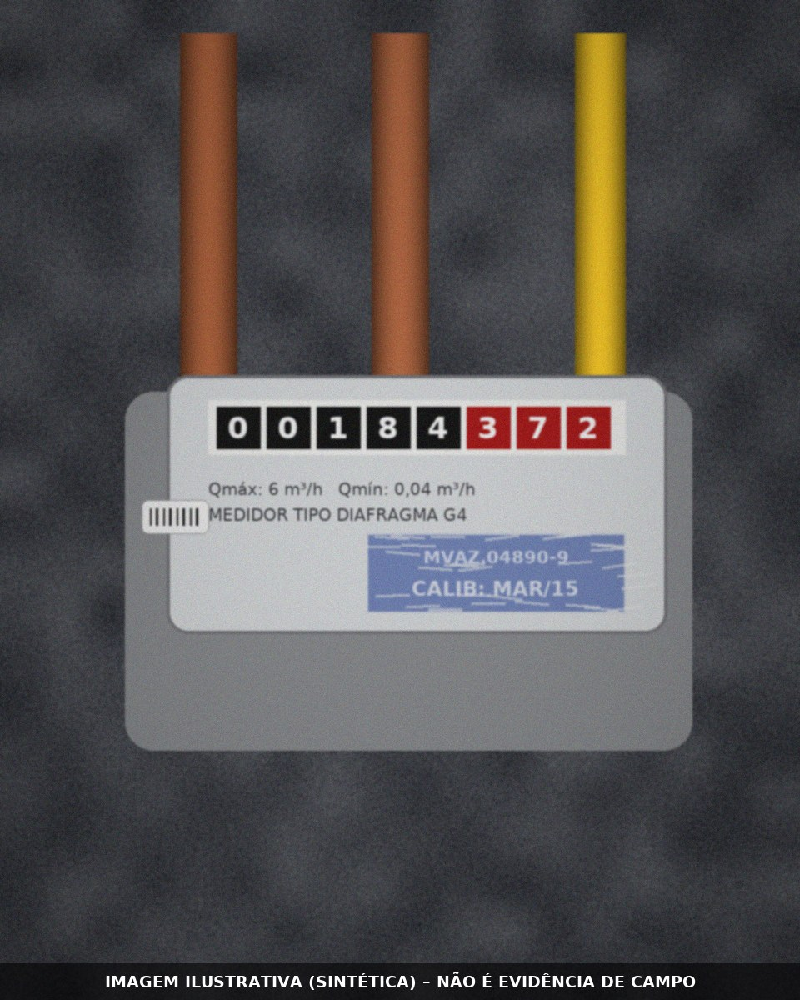 00184372
Qmáx: 6 m³/h Qmín: 0,04 m³/h
MEDIDOR TIPO DIAFRAGMA G4
MVAZ.04890-9
CALIB: MAR/15
IMAGEM ILUSTRATIVA (SINTÉTICA) – NÃO É EVIDÊNCIA DE CAMPO